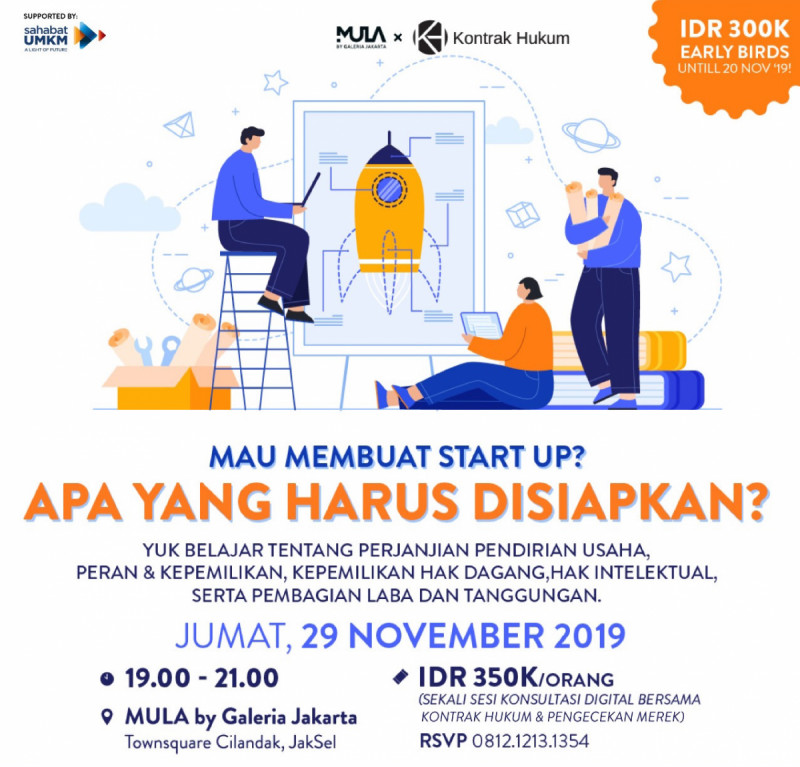 SUPPORTED BY:
sahabat
UMKM
A LIGHT OF FUTURE
MULA
BY GALERIA JAKARTA
×
Kontrak Hukum
IDR 300K
EARLY BIRDS
UNTILL 20 NOV '19!
MAU MEMBUAT START UP?
APA YANG HARUS DISIAPKAN?
YUK BELAJAR TENTANG PERJANJIAN PENDIRIAN USAHA,
PERAN & KEPEMILIKAN, KEPEMILIKAN HAK DAGANG,HAK INTELEKTUAL,
SERTA PEMBAGIAN LABA DAN TANGGUNGAN.
JUMAT, 29 NOVEMBER 2019
19.00 - 21.00
MULA by Galeria Jakarta
Townsquare Cilandak, JakSel
IDR 350K/ORANG
(SEKALI SESI KONSULTASI DIGITAL BERSAMA
KONTRAK HUKUM & PENGECEKAN MEREK)
RSVP 0812.1213.1354